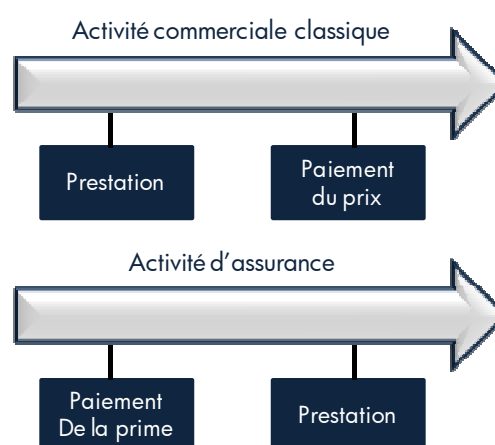 Activité commerciale classique
Prestation
Paiement
du prix
Activité d'assurance
Paiement
De la prime
Prestation